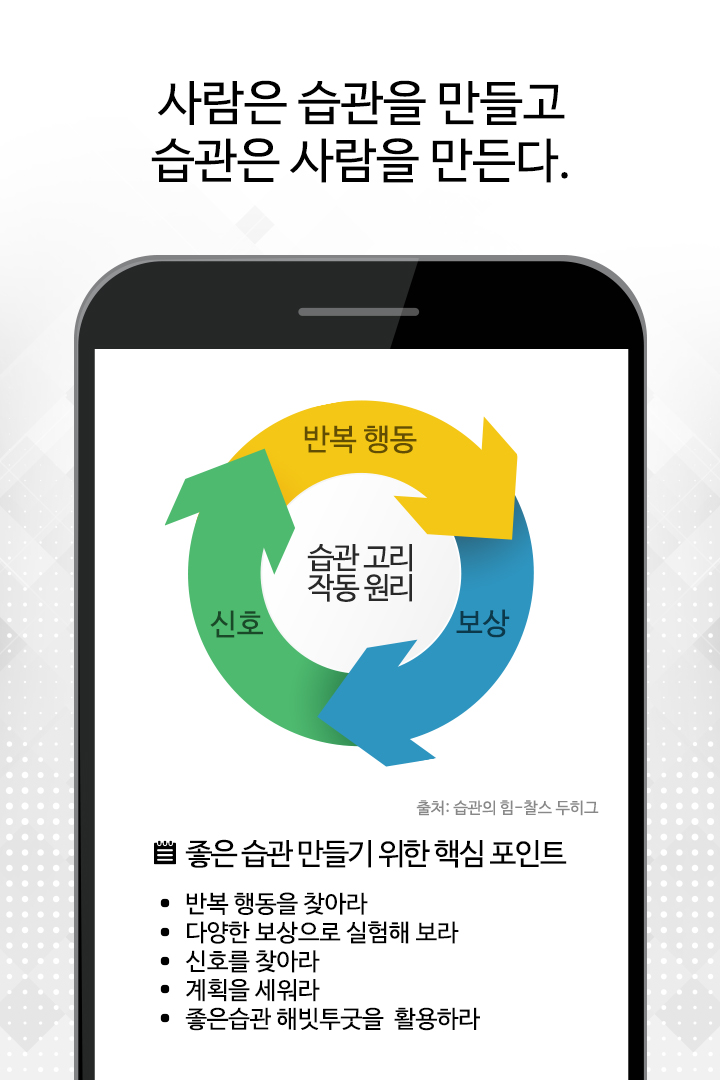 사람은 습관을 만들고
습관은 사람을 만든다.
반복 행동
습관 고리
작동 원리
신호
보상
출처: 습관의 힘-찰스 두히그
좋은 습관 만들기 위한 핵심 포인트
• 반복 행동을 찾아라
• 다양한 보상으로 실험해 보라
• 신호를 찾아라
• 계획을 세워라
• 좋은습관 해빗투굿을 활용하라